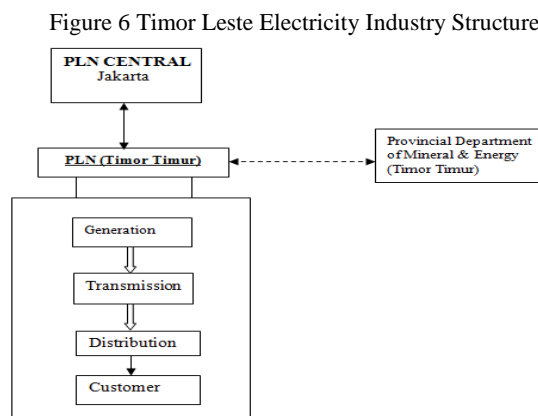 Figure 6 Timor Leste Electricity Industry Structure
PLN CENTRAL
Jakarta
PLN (Timor Timur)
Provincial Department
of Mineral & Energy
(Timor Timur)
Generation
Transmission
Distribution
Customer